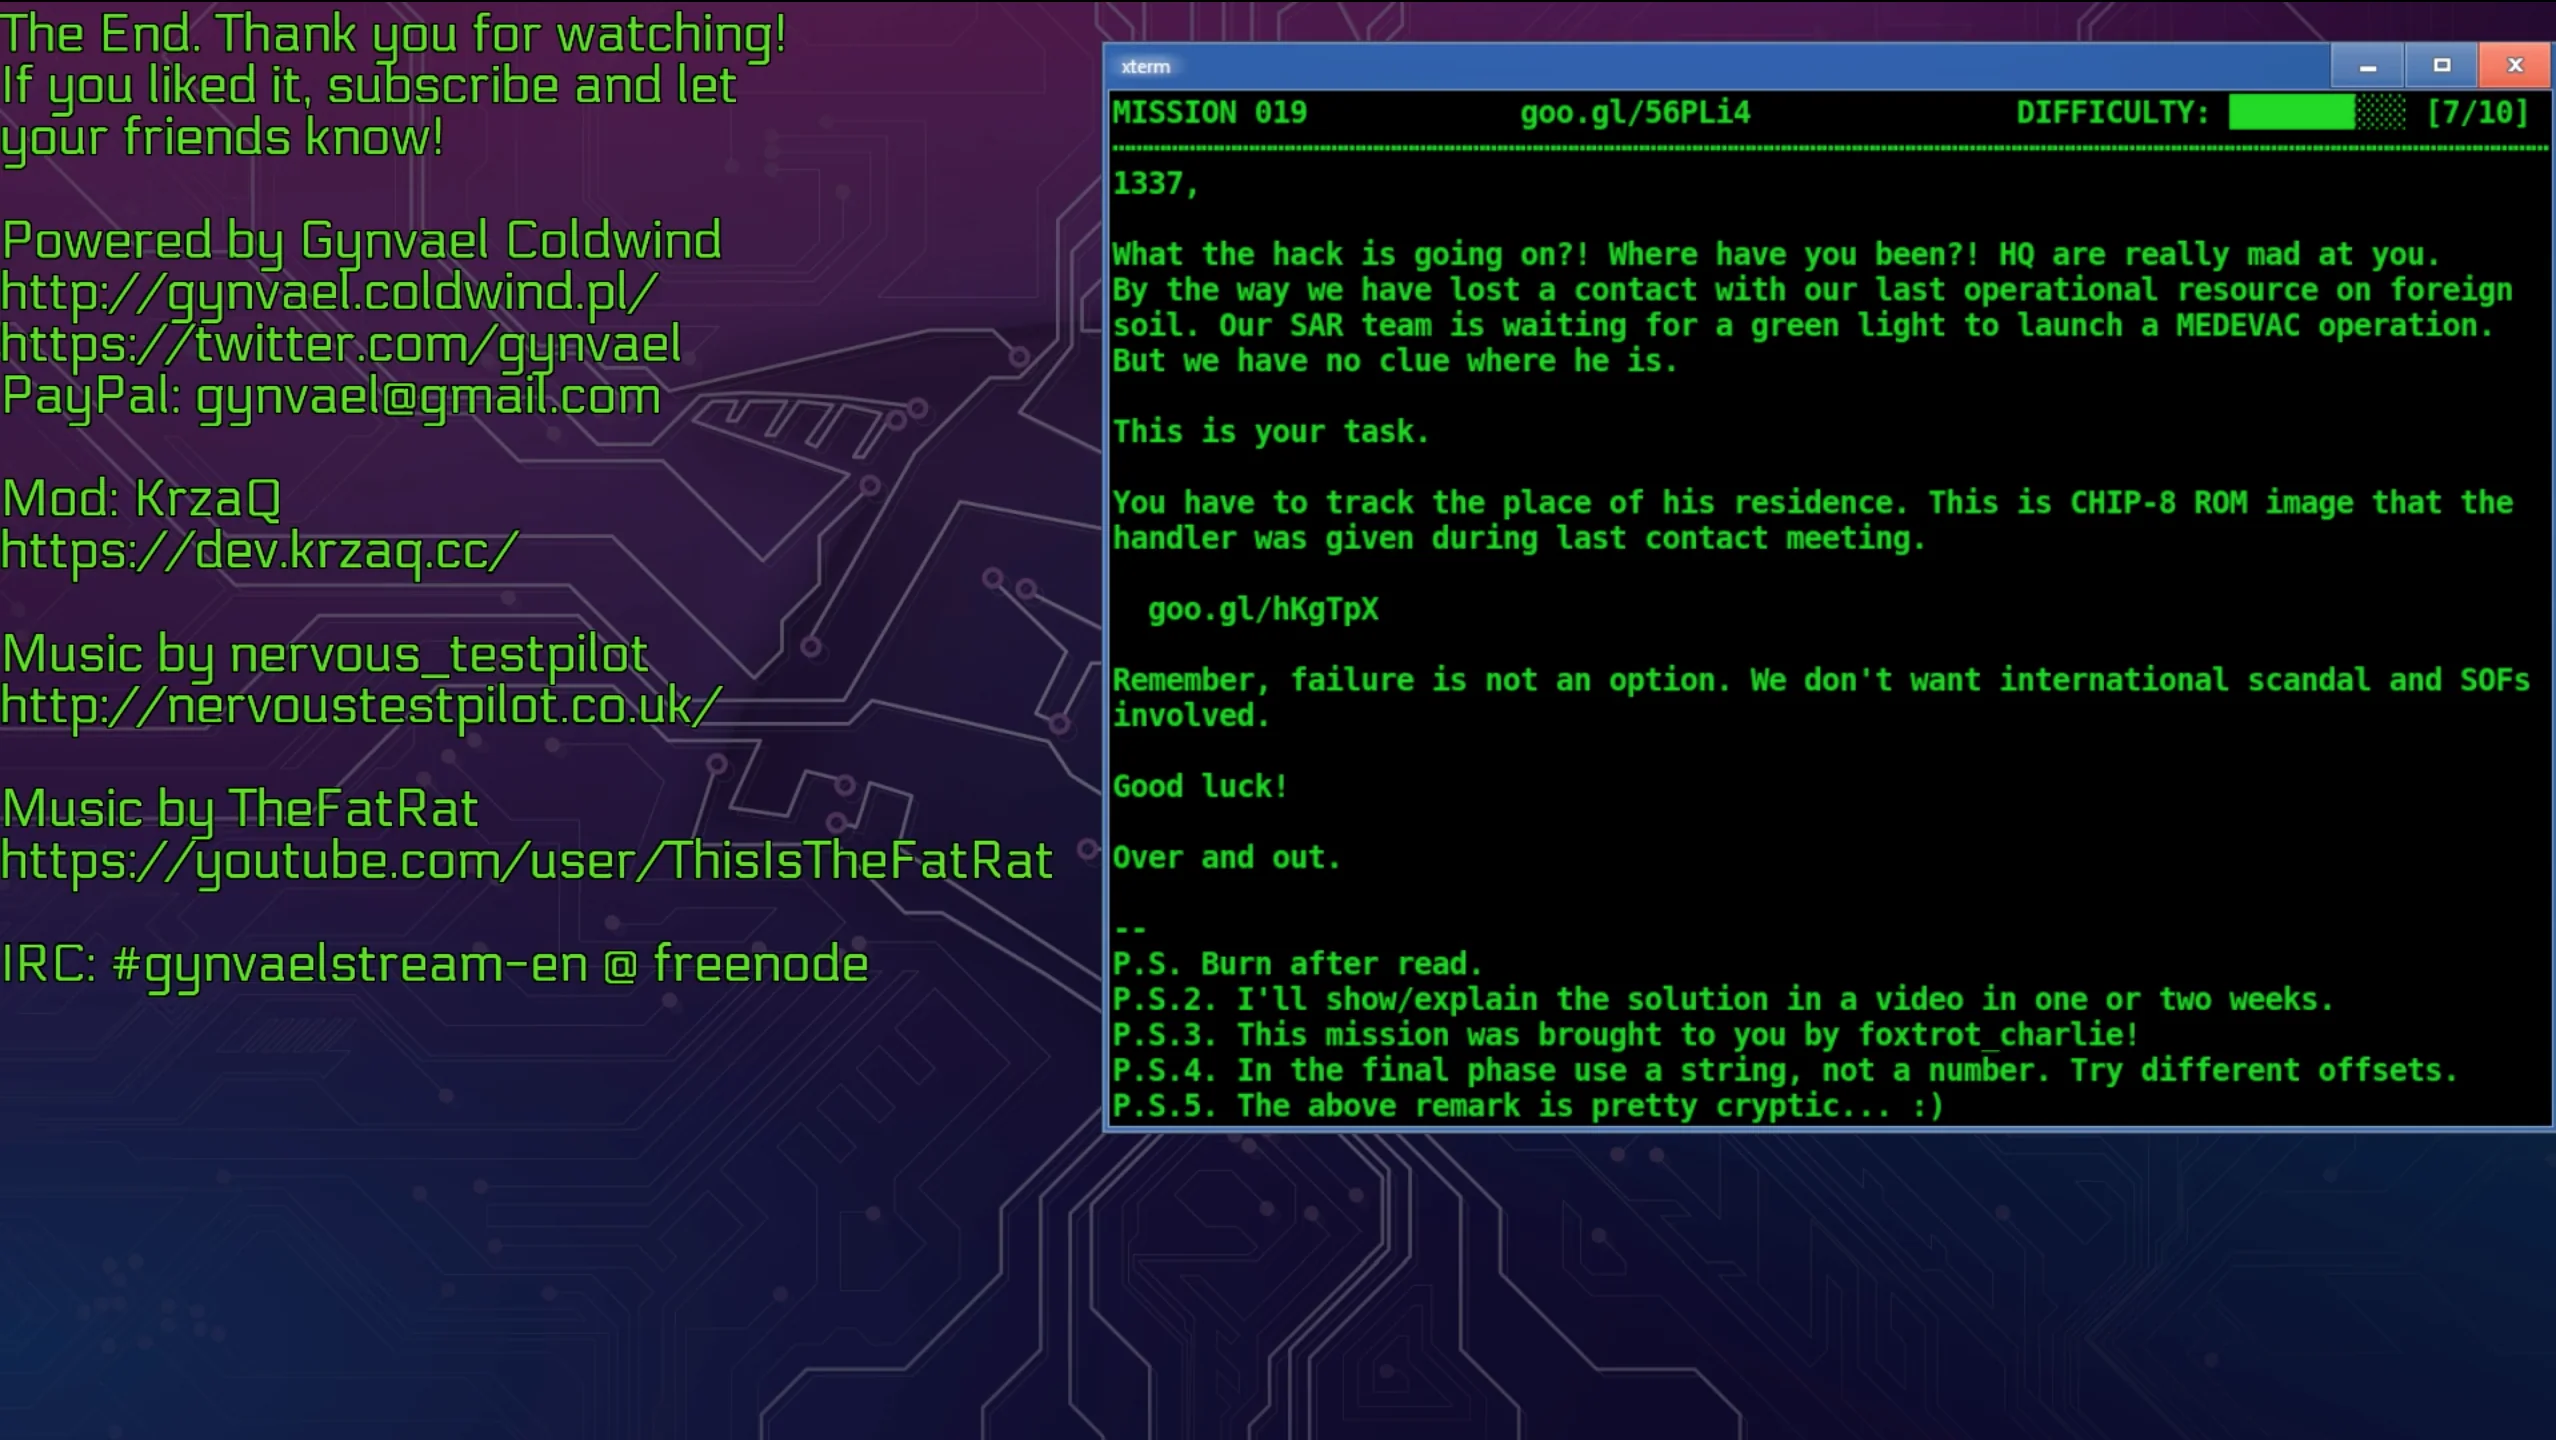 The End. Thank you for watching!
If you liked it, subscribe and let
your friends know!
Powered by Gynvael Coldwind
http://gynvael.coldwind.pl/
https://twitter.com/gynvael
PayPal: gynvael@gmail.com
Mod: KrzaQ
https://dev.krzaq.cc/
Music by nervous_testpilot
http://nervoustestpilot.co.uk/
Music by TheFatRat
https://youtube.com/user/ThisIsTheFatRat
IRC: #gynvaelstream-en @ freenode
xterm
MISSION 019 goo.gl/56PLi4 DIFFICULTY: [7/10]
1337,
What the hack is going on?! Where have you been?! HQ are really mad at you.
By the way we have lost a contact with our last operational resource on foreign
soil. Our SAR team is waiting for a green light to launch a MEDEVAC operation.
But we have no clue where he is.
This is your task.
You have to track the place of his residence. This is CHIP-8 ROM image that the
handler was given during last contact meeting.
goo.gl/hKgTpX
Remember, failure is not an option. We don't want international scandal and SOFs
involved.
Good luck!
Over and out.
--
P.S. Burn after read.
P.S.2. I'll show/explain the solution in a video in one or two weeks.
P.S.3. This mission was brought to you by foxtrot_charlie!
P.S.4. In the final phase use a string, not a number. Try different offsets.
P.S.5. The above remark is pretty cryptic... :)